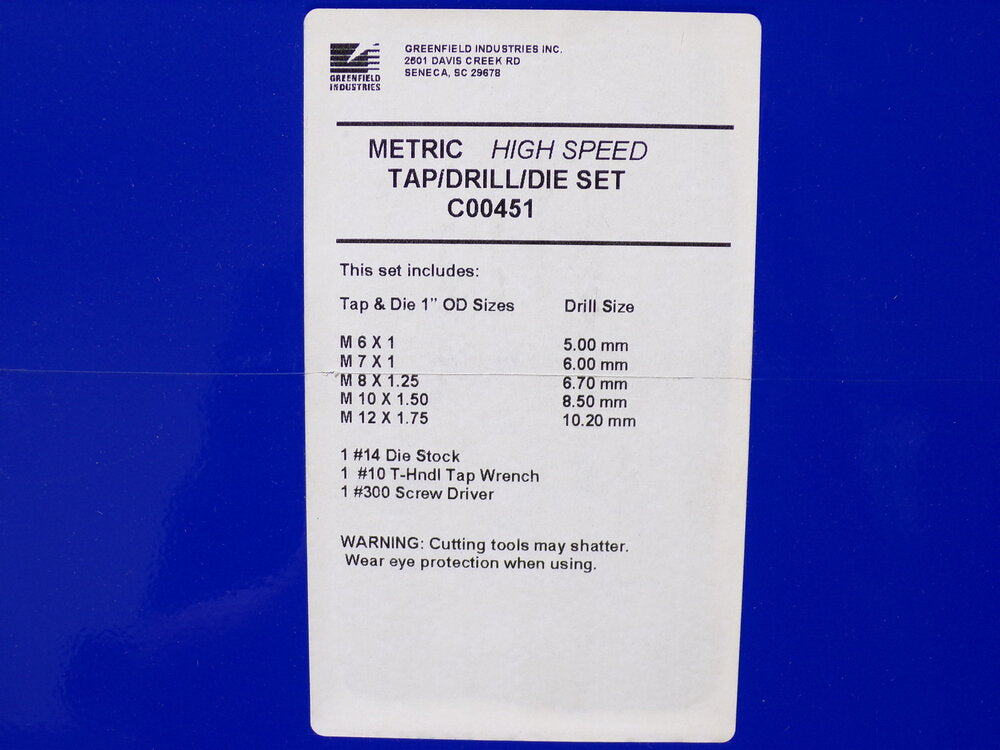 GREENFIELD
INDUSTRIES
GREENFIELD INDUSTRIES INC.
2501 DAVIS CREEK RD
SENECA, SC 29678
METRIC HIGH SPEED
TAP/DRILL/DIE SET
C00451
This set includes:
Tap & Die 1” OD Sizes Drill Size
M 6 X 1 5.00 mm
M 7 X 1 6.00 mm
M 8 X 1.25 6.70 mm
M 10 X 1.50 8.50 mm
M 12 X 1.75 10.20 mm
1 #14 Die Stock
1 #10 T-Hndl Tap Wrench
1 #300 Screw Driver
WARNING: Cutting tools may shatter.
Wear eye protection when using.